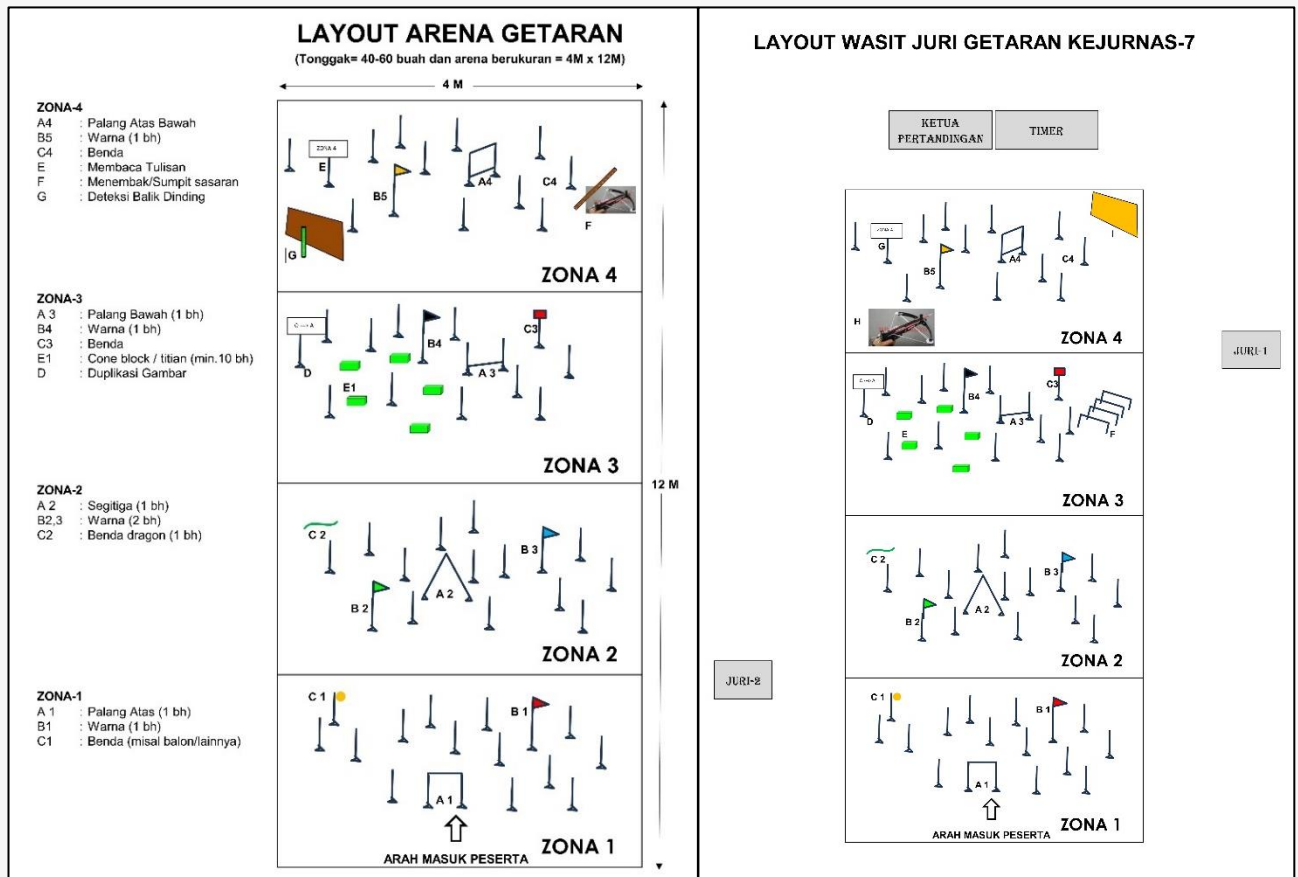 LAYOUT ARENA GETARAN
(Tonggak= 40-60 buah dan arena berukuran = 4M x 12M)
4 M
ZONA-4
A4 : Palang Atas Bawah
B5 : Warna (1 bh)
C4 : Benda
E : Membaca Tulisan
F : Menembak/Sumpit sasaran
G : Deteksi Balik Dinding
ZONA 4
E
B5
A4
C4
F
G
ZONA 4
ZONA-3
A 3 : Palang Bawah (1 bh)
B4 : Warna (1 bh)
C3 : Benda
E1 : Cone block / titian (min.10 bh)
D : Duplikasi Gambar
B4
C3
D
A 3
E1
ZONA 3
12 M
ZONA-2
A 2 : Segitiga (1 bh)
B2,3 : Warna (2 bh)
C2 : Benda dragon (1 bh)
C 2
B 3
A 2
B 2
ZONA 2
ZONA-1
A 1 : Palang Atas (1 bh)
B1 : Warna (1 bh)
C1 : Benda (misal balon/lainnya)
C 1
B 1
A 1
ZONA 1
ARAH MASUK PESERTA
LAYOUT WASIT JURI GETARAN KEJURNAS-7
KETUA
PERTANDINGAN
TIMER
G
B5
A4
C4
I
H
ZONA 4
JURI-1
C3
B4
D
A 3
E
F
ZONA 3
C 2
B 3
A 2
B 2
ZONA 2
JURI-2
C 1
B 1
A 1
ZONA 1
ARAH MASUK PESERTA